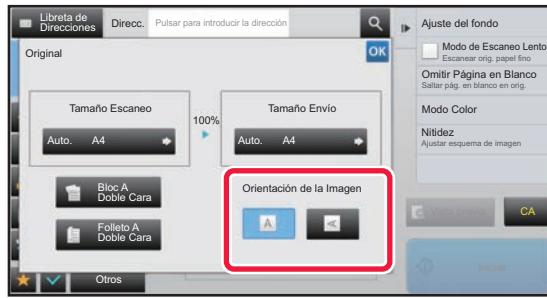 Libreta de
Direcciones
Direcc.
Pulsar para introducir la dirección
Original
OK
Tamaño Escaneo
100%
Tamaño Envío
Auto. A4
Auto. A4
Bloc A
Doble Cara
Folleto A
Doble Cara
Orientación de la Imagen
A
A
Otros
Ajuste del fondo
Modo de Escaneo Lento
Escanear orig. papel fino
Omitir Página en Blanco
Saltar pág. en blanco en orig.
Modo Color
Nitidez
Ajustar esquema de imagen
CA